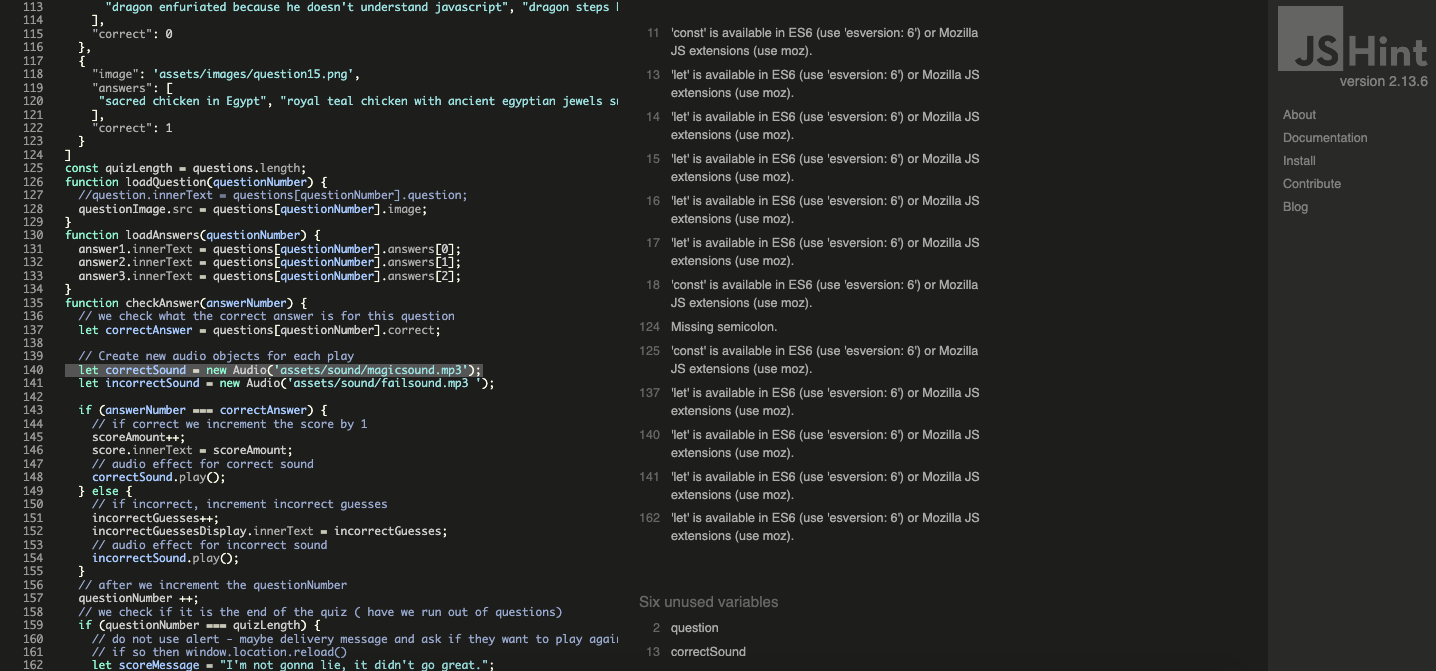 113 "dragon enfuriated because he doesn't understand javascript", "dragon steps
114 ],
115 "correct": 0
116 },
117 {
118 "image": 'assets/images/question15.png',
119 "answers": [
120 "sacred chicken in Egypt", "royal teal chicken with ancient egyptian jewels
121 ],
122 "correct": 1
123 }
124 ]
125 const quizLength = questions.length;
126 function loadQuestion(questionNumber) {
127 //question.innerText = questions[questionNumber].question;
128 questionImage.src = questions[questionNumber].image;
129 }
130 function loadAnswers(questionNumber) {
131 answer1.innerText = questions[questionNumber].answers[0];
132 answer2.innerText = questions[questionNumber].answers[1];
133 answer3.innerText = questions[questionNumber].answers[2];
134 }
135 function checkAnswer(answerNumber) {
136 // we check what the correct answer is for this question
137 let correctAnswer = questions[questionNumber].correct;
138
139 // Create new audio objects for each play
140 let correctSound = new Audio('assets/sound/magicsound.mp3');
141 let incorrectSound = new Audio('assets/sound/failsound.mp3 ');
142
143 if (answerNumber === correctAnswer) {
144 // if correct we increment the score by 1
145 scoreAmount++;
146 score.innerText = scoreAmount;
147 // audio effect for correct sound
148 correctSound.play();
149 } else {
150 // if incorrect, increment incorrect guesses
151 incorrectGuesses++;
152 incorrectGuessesDisplay.innerText = incorrectGuesses;
153 // audio effect for incorrect sound
154 incorrectSound.play();
155 }
156 // after we increment the questionNumber
157 questionNumber ++;
158 // we check if it is the end of the quiz ( have we run out of questions)
159 if (questionNumber === quizLength) {
160 // do not use alert - maybe delivery message and ask if they want to play
161 // if so then window.location.reload()
162 let scoreMessage = "I'm not gonna lie, it didn't go great.";
11 'const' is available in ES6 (use 'esversion: 6') or Mozilla
JS extensions (use moz).
13 'let' is available in ES6 (use 'esversion: 6') or Mozilla JS
extensions (use moz).
14 'let' is available in ES6 (use 'esversion: 6') or Mozilla JS
extensions (use moz).
15 'let' is available in ES6 (use 'esversion: 6') or Mozilla JS
extensions (use moz).
16 'let' is available in ES6 (use 'esversion: 6') or Mozilla JS
extensions (use moz).
17 'let' is available in ES6 (use 'esversion: 6') or Mozilla JS
extensions (use moz).
18 'const' is available in ES6 (use 'esversion: 6') or Mozilla
JS extensions (use moz).
124 Missing semicolon.
125 'const' is available in ES6 (use 'esversion: 6') or Mozilla
JS extensions (use moz).
137 'let' is available in ES6 (use 'esversion: 6') or Mozilla JS
extensions (use moz).
140 'let' is available in ES6 (use 'esversion: 6') or Mozilla JS
extensions (use moz).
141 'let' is available in ES6 (use 'esversion: 6') or Mozilla JS
extensions (use moz).
162 'let' is available in ES6 (use 'esversion: 6') or Mozilla JS
extensions (use moz).
Six unused variables
2 question
13 correctSound
JSHint
version 2.13.6
About
Documentation
Install
Contribute
Blog